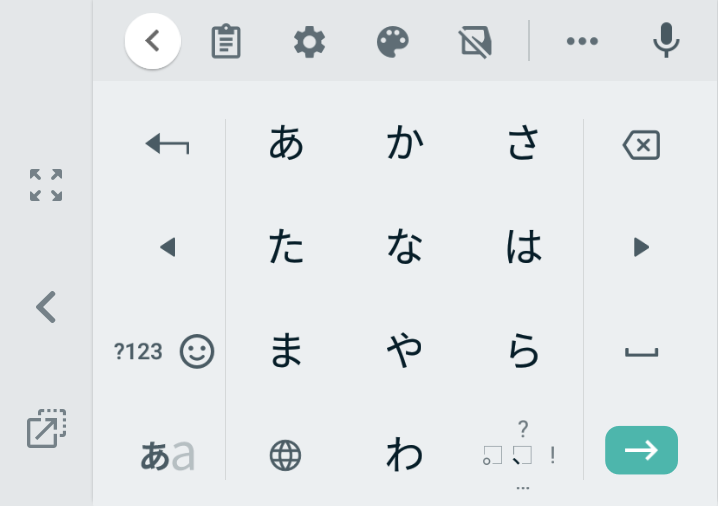 あ か さ
た な は
?123 ま や ら
?
あa わ 。 、 !
...